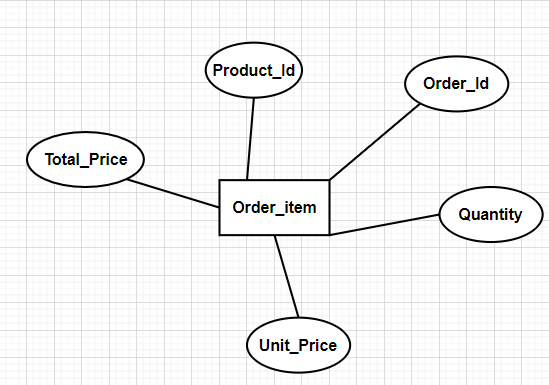 Product_Id
Order_Id
Total_Price
Order_item
Quantity
Unit_Price